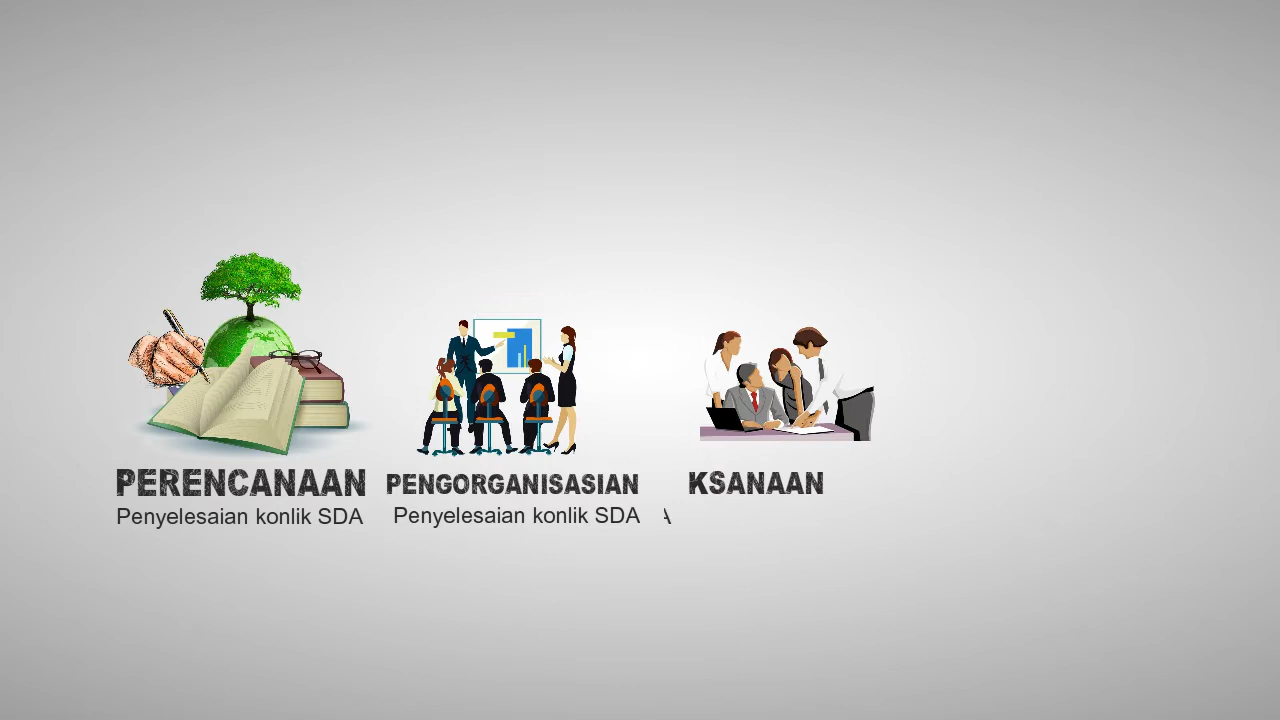 PERENCANAAN
Penyelesaian konlik SDA
PENGORGANISASIAN
Penyelesaian konlik SDA
KSANAAN
A